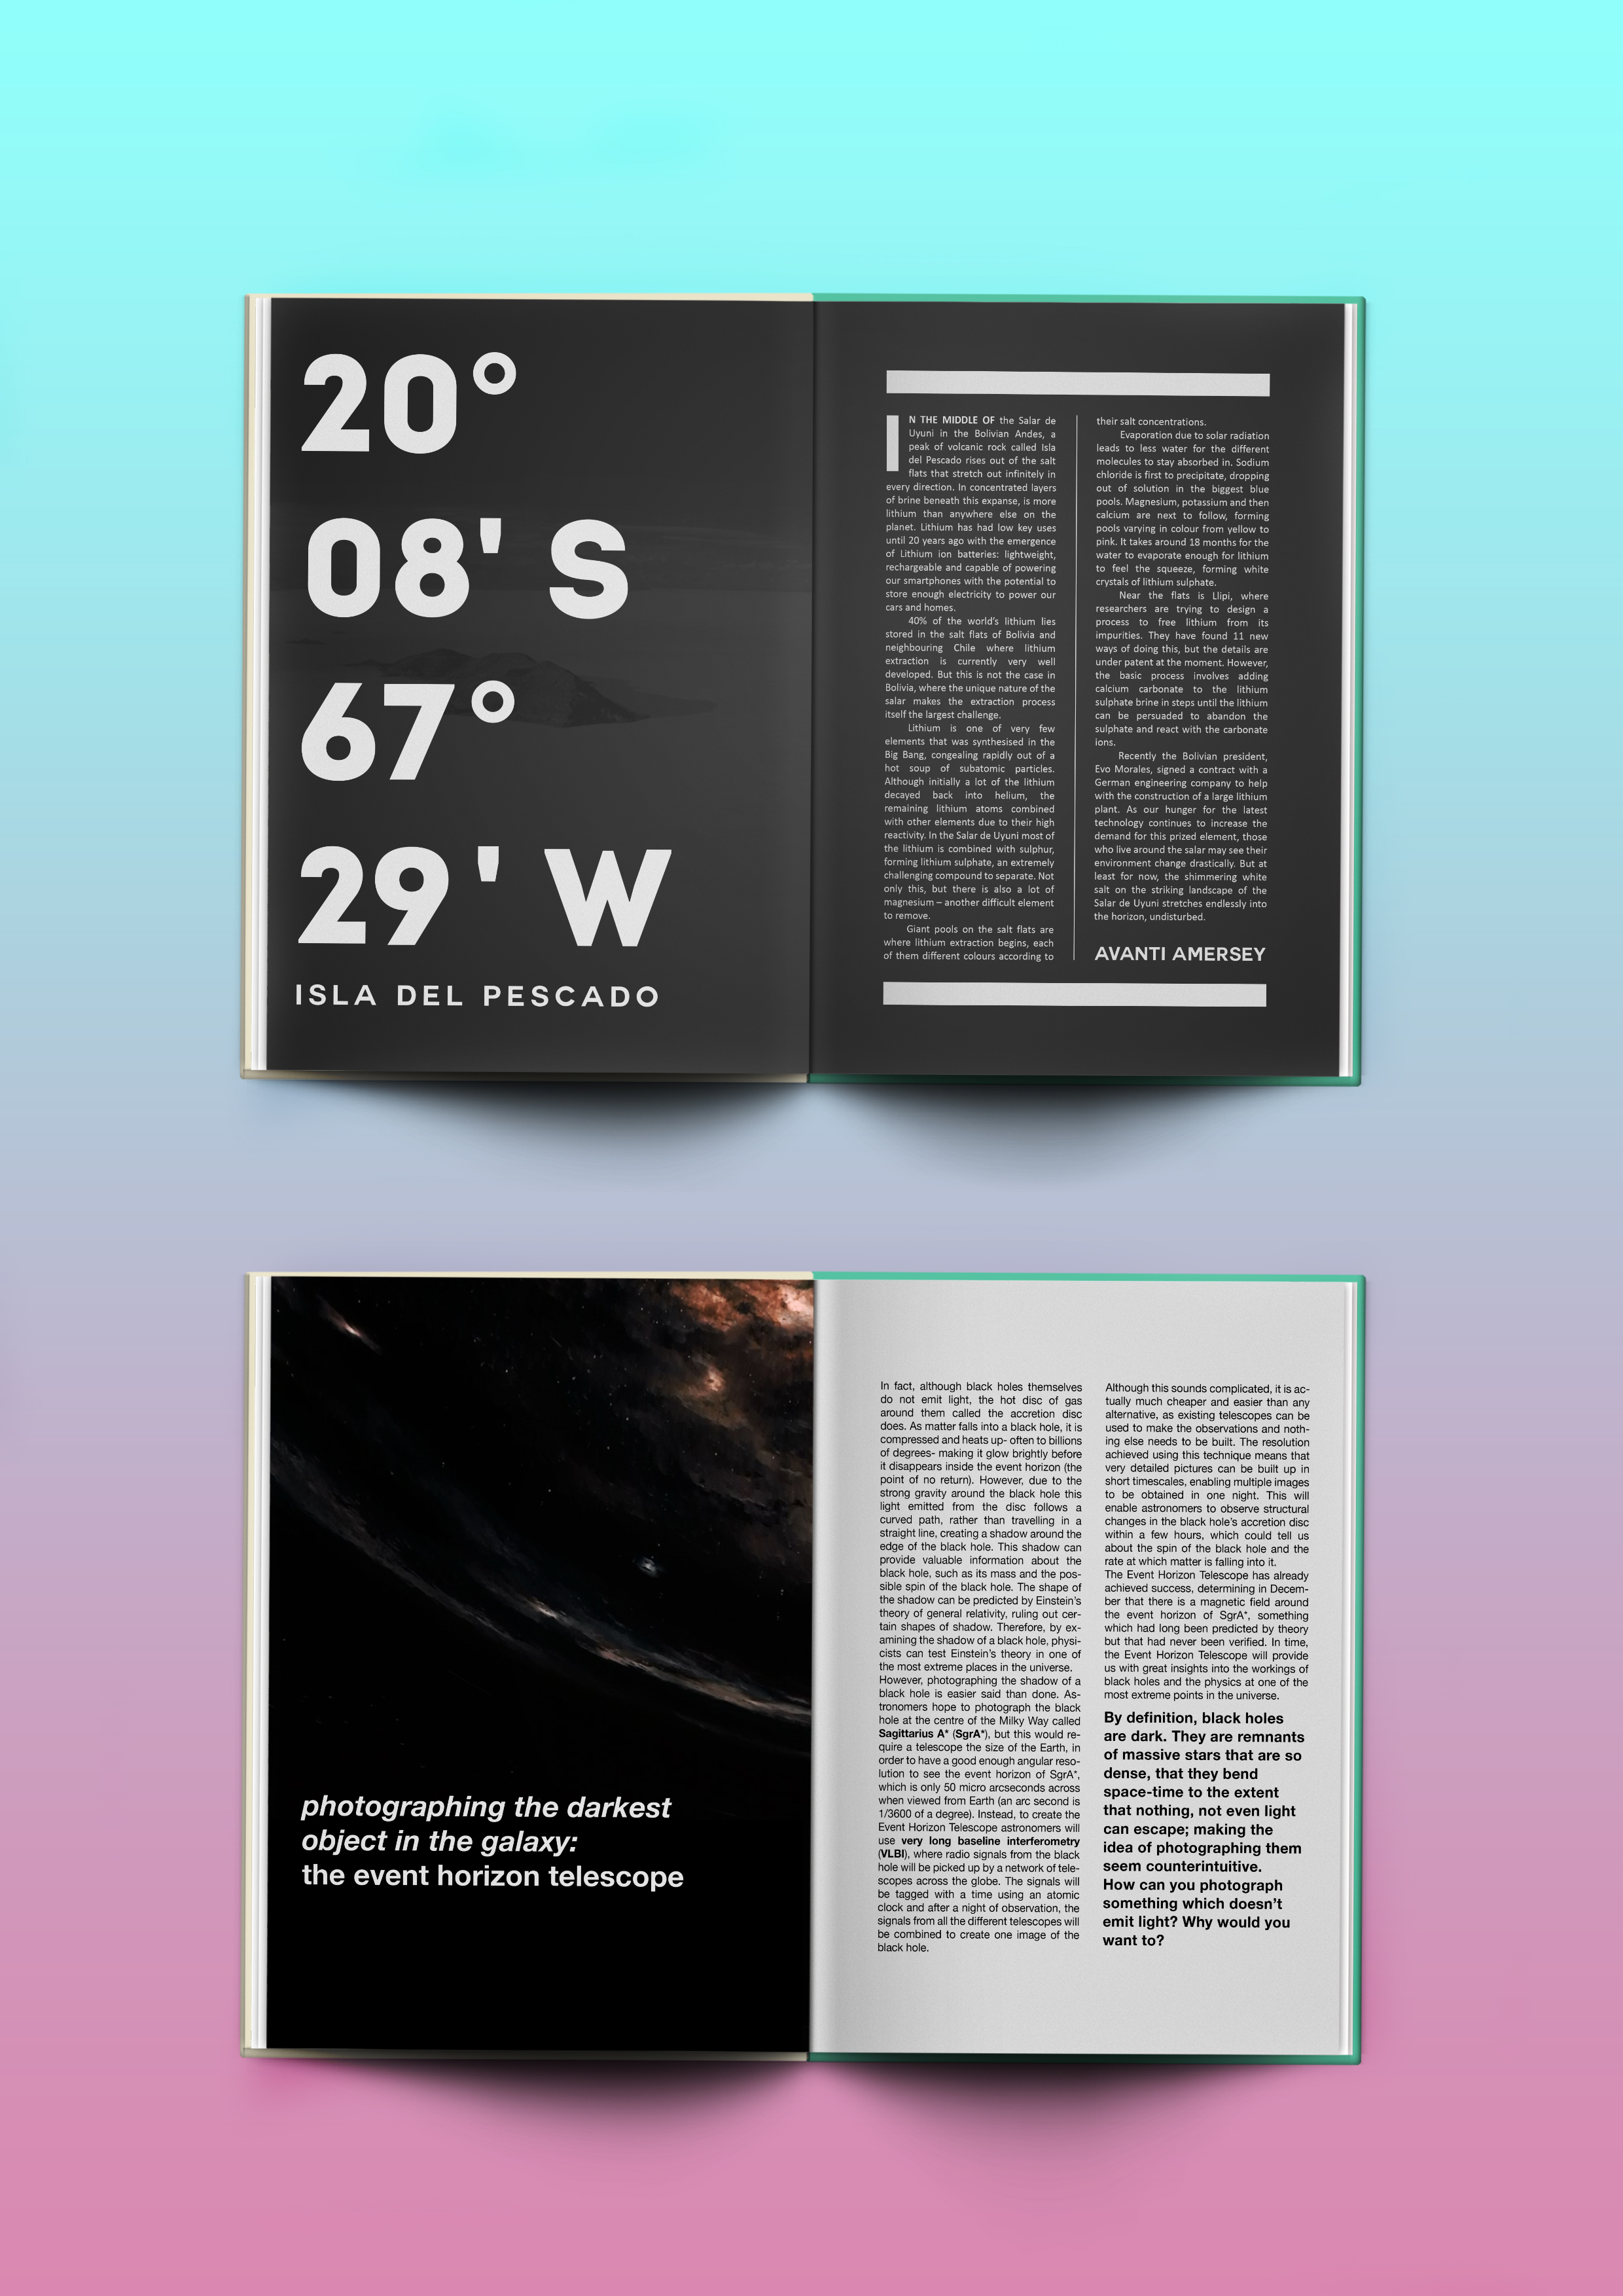 20°
08' S
67°
29' W
ISLA DEL PESCADO
IN THE MIDDLE OF the Salar de
Uyuni in the Bolivian Andes, a
peak of volcanic rock called Isla
del Pescado rises out of the salt
flats that stretch out infinitely in
every direction. In concentrated layers
of brine beneath this expanse, is more
lithium than anywhere else on the
planet. Lithium has had low key uses
until 20 years ago with the emergence
of Lithium ion batteries: lightweight,
rechargeable and capable of powering
our smartphones with the potential to
store enough electricity to power our
cars and homes.
40% of the world's lithium lies
stored in the salt flats of Bolivia and
neighbouring Chile where lithium
extraction is currently very well
developed. But this is not the case in
Bolivia, where the unique nature of the
salar makes the extraction process
itself the largest challenge.
Lithium is one of very few
elements that was synthesised in the
Big Bang, congealing rapidly out of a
hot soup of subatomic particles.
Although initially a lot of the lithium
decayed back into helium, the
remaining lithium atoms combined
with other elements due to their high
reactivity. In the Salar de Uyuni most of
the lithium is combined with sulphur,
forming lithium sulphate, an extremely
challenging compound to separate. Not
only this, but there is also a lot of
magnesium – another difficult element
to remove.
Giant pools on the salt flats are
where lithium extraction begins, each
of them different colours according to
their salt concentrations.
Evaporation due to solar radiation
leads to less water for the different
molecules to stay absorbed in. Sodium
chloride is first to precipitate, dropping
out of solution in the biggest blue
pools. Magnesium, potassium and then
calcium are next to follow, forming
pools varying in colour from yellow to
pink. It takes around 18 months for the
water to evaporate enough for lithium
to feel the squeeze, forming white
crystals of lithium sulphate.
Near the flats is Llipi, where
researchers are trying to design a
process to free lithium from its
impurities. They have found 11 new
ways of doing this, but the details are
under patent at the moment. However,
the basic process involves adding
calcium carbonate to the lithium
sulphate brine in steps until the lithium
can be persuaded to abandon the
sulphate and react with the carbonate
ions.
Recently the Bolivian president,
Evo Morales, signed a contract with a
German engineering company to help
with the construction of a large lithium
plant. As our hunger for the latest
technology continues to increase the
demand for this prized element, those
who live around the salar may see their
environment change drastically. But at
least for now, the shimmering white
salt on the striking landscape of the
Salar de Uyuni stretches endlessly into
the horizon, undisturbed.
AVANTI AMERSEY
photographing the darkest
object in the galaxy:
the event horizon telescope
In fact, although black holes themselves
do not emit light, the hot disc of gas
around them called the accretion disc
does. As matter falls into a black hole, it is
compressed and heats up- often to billions
of degrees- making it glow brightly before
it disappears inside the event horizon (the
point of no return). However, due to the
strong gravity around the black hole this
light emitted from the disc follows a
curved path, rather than travelling in a
straight line, creating a shadow around the
edge of the black hole. This shadow can
provide valuable information about the
black hole, such as its mass and the pos-
sible spin of the black hole. The shape of
the shadow can be predicted by Einstein's
theory of general relativity, ruling out cer-
tain shapes of shadow. Therefore, by ex-
amining the shadow of a black hole, physi-
cists can test Einstein's theory in one of
the most extreme places in the universe.
However, photographing the shadow of a
black hole is easier said than done. As-
tronomers hope to photograph the black
hole at the centre of the Milky Way called
Sagittarius A* (SgrA*), but this would re-
quire a telescope the size of the Earth, in
order to have a good enough angular reso-
lution to see the event horizon of SgrA*,
which is only 50 micro arcseconds across
when viewed from Earth (an arc second is
1/3600 of a degree). Instead, to create the
Event Horizon Telescope astronomers will
use very long baseline interferometry
(VLBI), where radio signals from the black
hole will be picked up by a network of tele-
scopes across the globe. The signals will
be tagged with a time using an atomic
clock and after a night of observation, the
signals from all the different telescopes will
be combined to create one image of the
black hole.
Although this sounds complicated, it is ac-
tually much cheaper and easier than any
alternative, as existing telescopes can be
used to make the observations and noth-
ing else needs to be built. The resolution
achieved using this technique means that
very detailed pictures can be built up in
short timescales, enabling multiple images
to be obtained in one night. This will
enable astronomers to observe structural
changes in the black hole's accretion disc
within a few hours, which could tell us
about the spin of the black hole and the
rate at which matter is falling into it.
The Event Horizon Telescope has already
achieved success, determining in Decem-
ber that there is a magnetic field around
the event horizon of SgrA*, something
which had long been predicted by theory
but that had never been verified. In time,
the Event Horizon Telescope will provide
us with great insights into the workings of
black holes and the physics at one of the
most extreme points in the universe.
By definition, black holes
are dark. They are remnants
of massive stars that are so
dense, that they bend
space-time to the extent
that nothing, not even light
can escape; making the
idea of photographing them
seem counterintuitive.
How can you photograph
something which doesn't
emit light? Why would you
want to?